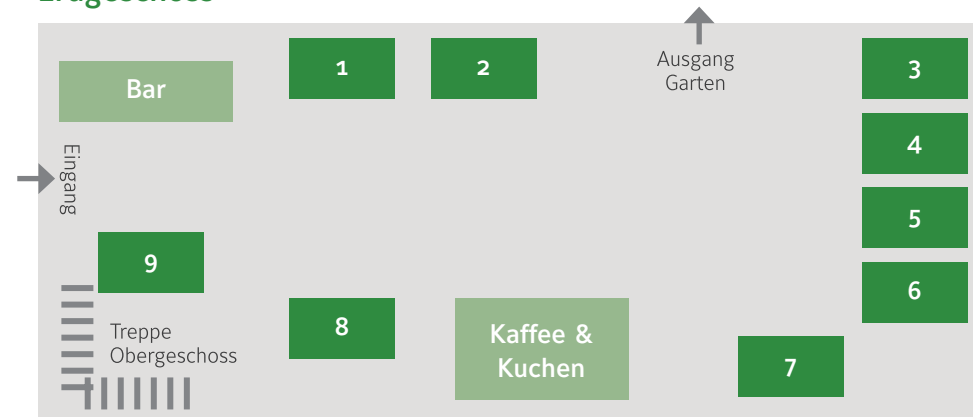 1
2
Ausgang
Garten
3
Bar
4
Eingang
5
9
6
8
Treppe
Obergeschoss
Kaffee &
Kuchen
7